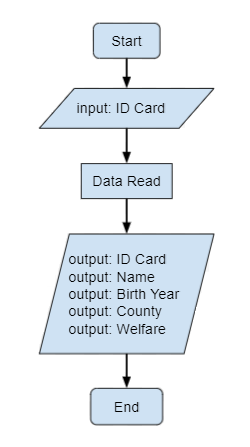 Start
input: ID Card
Data Read
output: ID Card
output: Name
output: Birth Year
output: County
output: Welfare
End